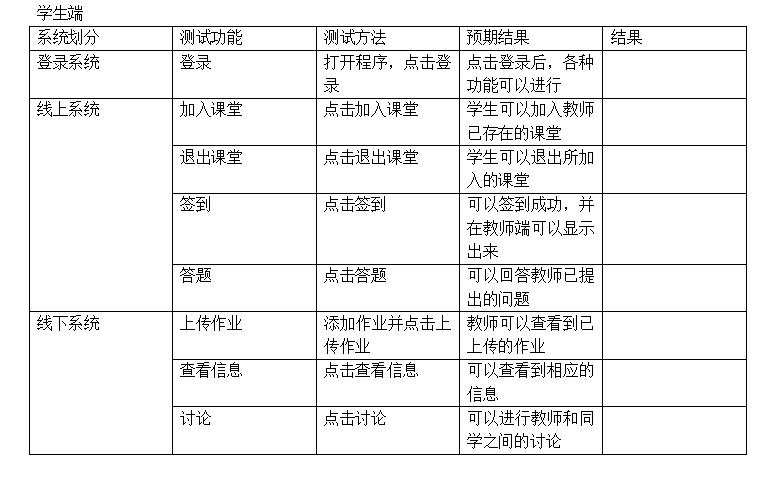 学生端
系统划分 测试功能 测试方法 预期结果 结果
登录系统 登录 打开程序，点击登 点击登录后，各种
录 功能可以进行
线上系统 加入课堂 点击加入课堂 学生可以加入教师
已存在的课堂
退出课堂 点击退出课堂 学生可以退出所加
入的课堂
签到 点击签到 可以签到成功，并
在教师端可以显示
出来
答题 点击答题 可以回答教师已提
出的问题
线下系统 上传作业 添加作业并点击上 教师可以查看到已
传作业 上传的作业
查看信息 点击查看信息 可以查看到相应的
信息
讨论 点击讨论 可以进行教师和同
学之间的讨论